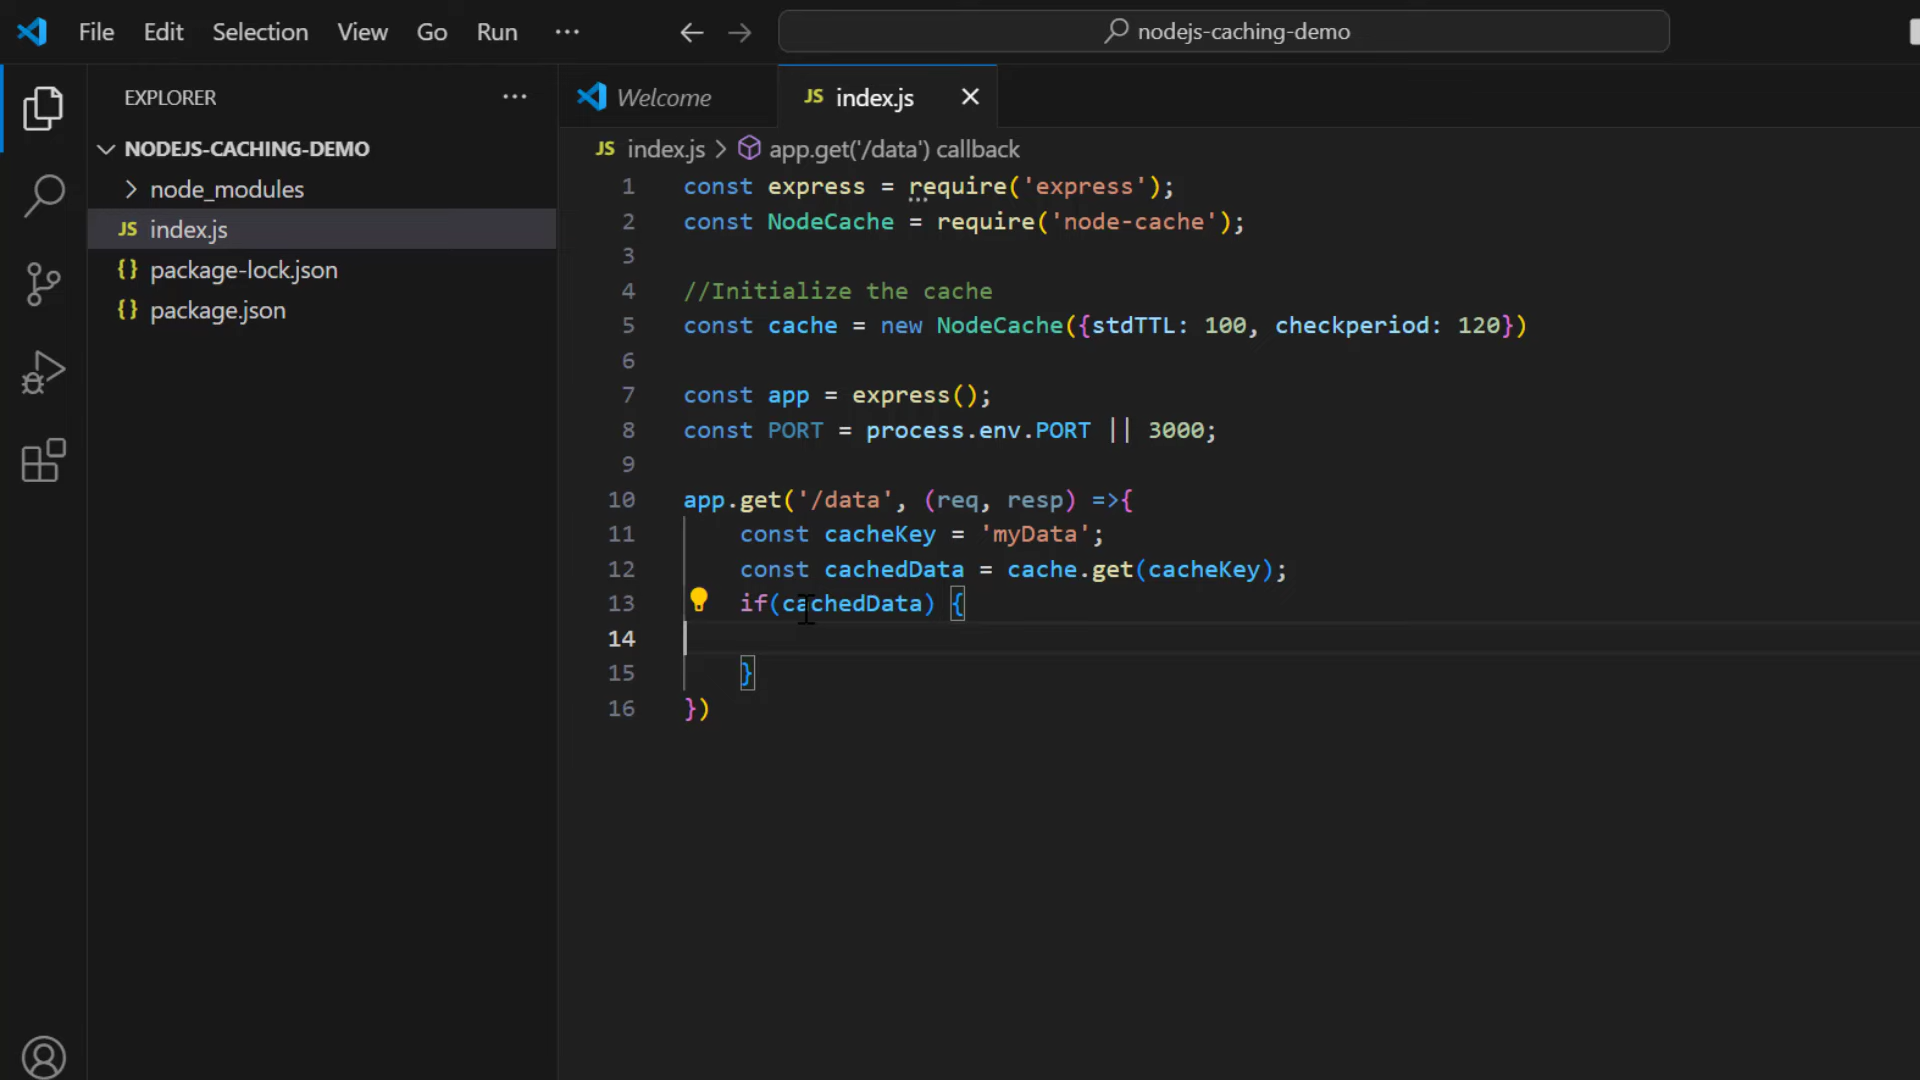 File Edit Selection View Go Run ··· ← → nodejs-caching-demo
EXPLORER ···
NODEJS-CACHING-DEMO
node_modules
JS index.js
{} package-lock.json
{} package.json
Welcome JS index.js ×
JS index.js > app.get('/data') callback
1 const express = require('express');
2 const NodeCache = require('node-cache');
3
4 //Initialize the cache
5 const cache = new NodeCache({stdTTL: 100, checkperiod: 120})
6
7 const app = express();
8 const PORT = process.env.PORT || 3000;
9
10 app.get('/data', (req, resp) =>{
11 const cacheKey = 'myData';
12 const cachedData = cache.get(cacheKey);
13 if(cachedData) {
14
15 }
16 })